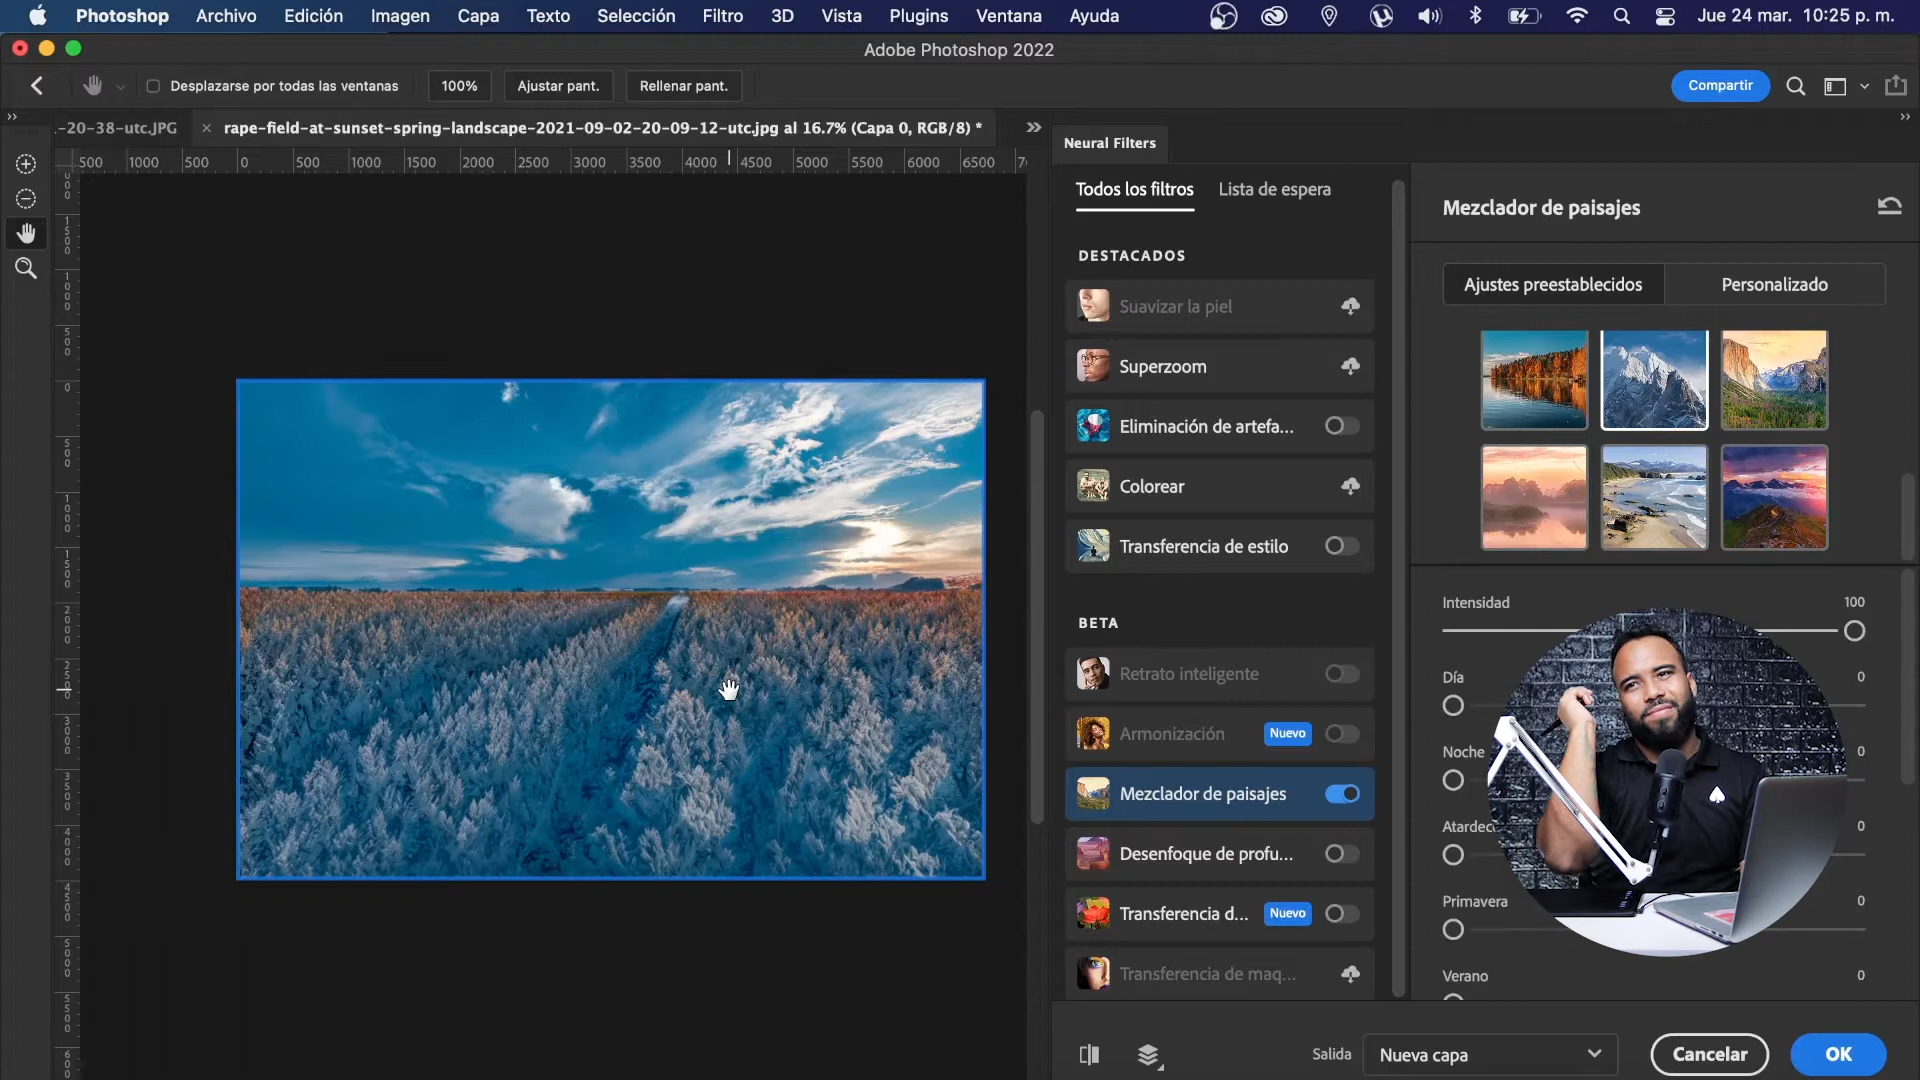 Photoshop Archivo Edición Imagen Capa Texto Selección Filtro 3D Vista Plugins Ventana Ayuda Jue 24 mar. 10:25 p. m.
Adobe Photoshop 2022
Desplazarse por todas las ventanas 100% Ajustar pant. Rellenar pant. Compartir
-20-38-utc.JPG × rape-field-at-sunset-spring-landscape-2021-09-02-20-09-12-utc.jpg al 16.7% (Capa 0, RGB/8) *
500 1000 500 0 500 1000 1500 2000 2500 3000 3500 4000 4500 5000 5500 6000 6500
Neural Filters
Todos los filtros Lista de espera
DESTACADOS
Suavizar la piel
Superzoom
Eliminación de artefa...
Colorear
Transferencia de estilo
BETA
Retrato inteligente
Armonización Nuevo
Mezclador de paisajes
Desenfoque de profu...
Transferencia d... Nuevo
Transferencia de maq...
Mezclador de paisajes
Ajustes preestablecidos Personalizado
Intensidad 100
Día 0
Noche 0
Atardec 0
Primavera 0
Verano 0
Salida Nueva capa Cancelar OK